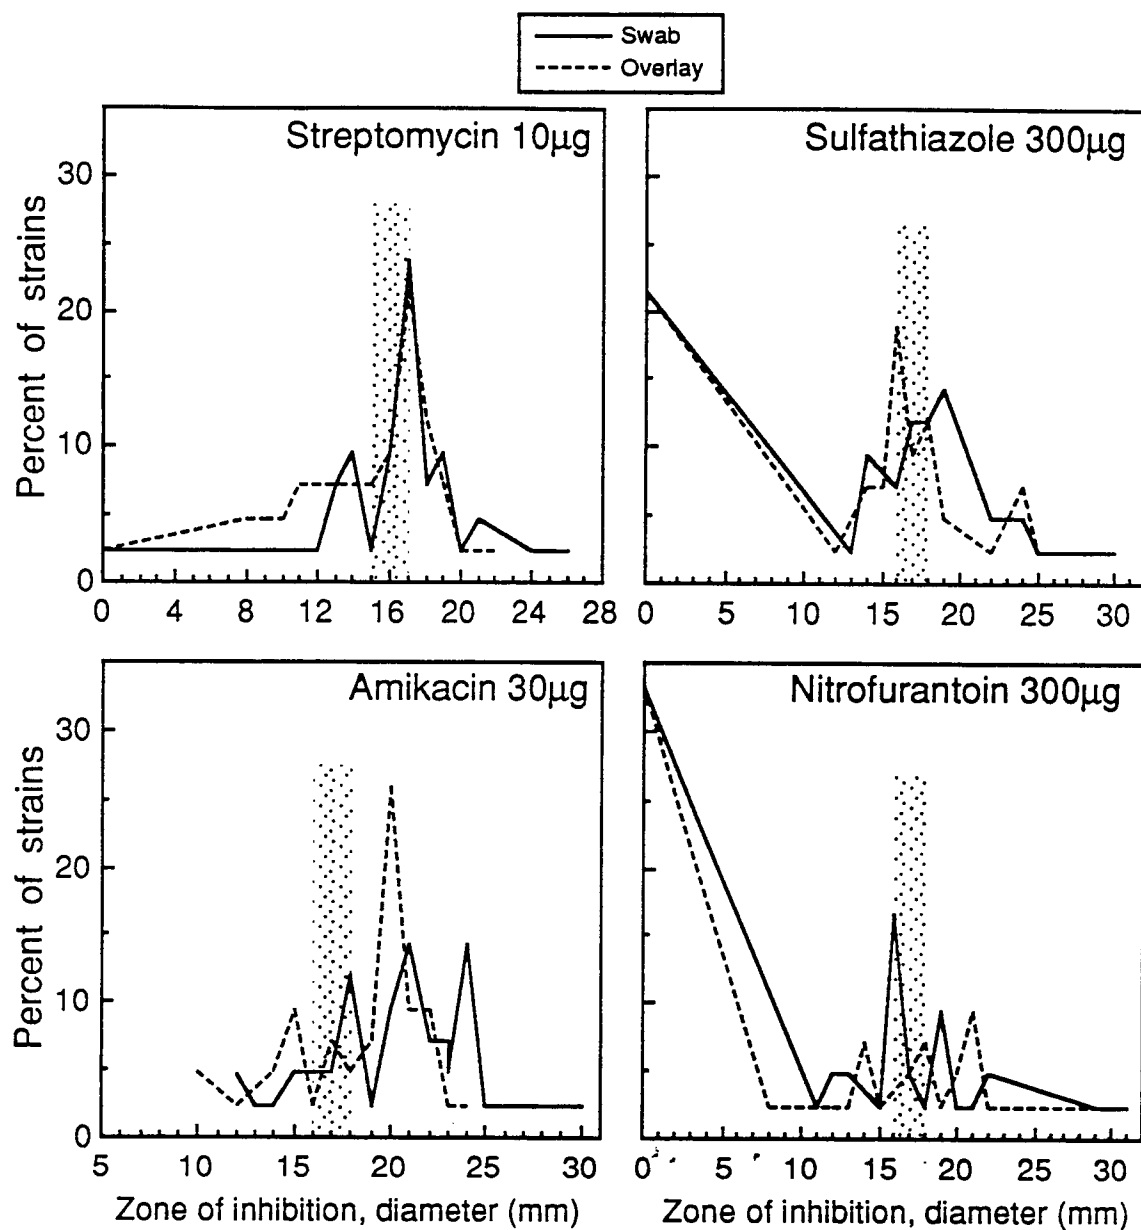 Swab
Overlay
Streptomycin 10µg
Sulfathiazole 300µg
Percent of strains
30
20
10
0
0 4 8 12 16 20 24 28
0 5 10 15 20 25 30
Amikacin 30µg
Nitrofurantoin 300µg
Percent of strains
30
20
10
0
5 10 15 20 25 30
0 5 10 15 20 25 30
Zone of inhibition, diameter (mm)
Zone of inhibition, diameter (mm)